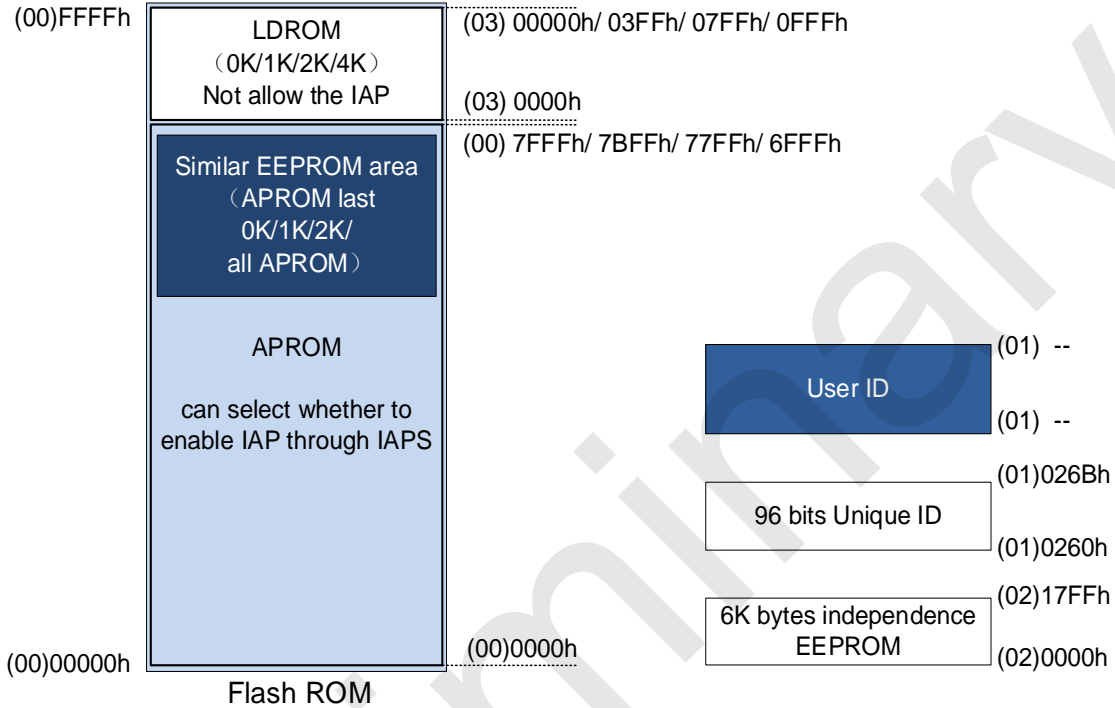 (00)FFFFh
LDROM
（0K/1K/2K/4K）
Not allow the IAP
(03) 00000h/ 03FFh/ 07FFh/ 0FFFh
(03) 0000h
(00) 7FFFh/ 7BFFh/ 77FFh/ 6FFFh
Similar EEPROM area
（APROM last
0K/1K/2K/
all APROM）
APROM
can select whether to
enable IAP through IAPS
(00)00000h
(00)0000h
Flash ROM
(01) --
User ID
(01) --
(01)026Bh
96 bits Unique ID
(01)0260h
(02)17FFh
6K bytes independence
EEPROM
(02)0000h